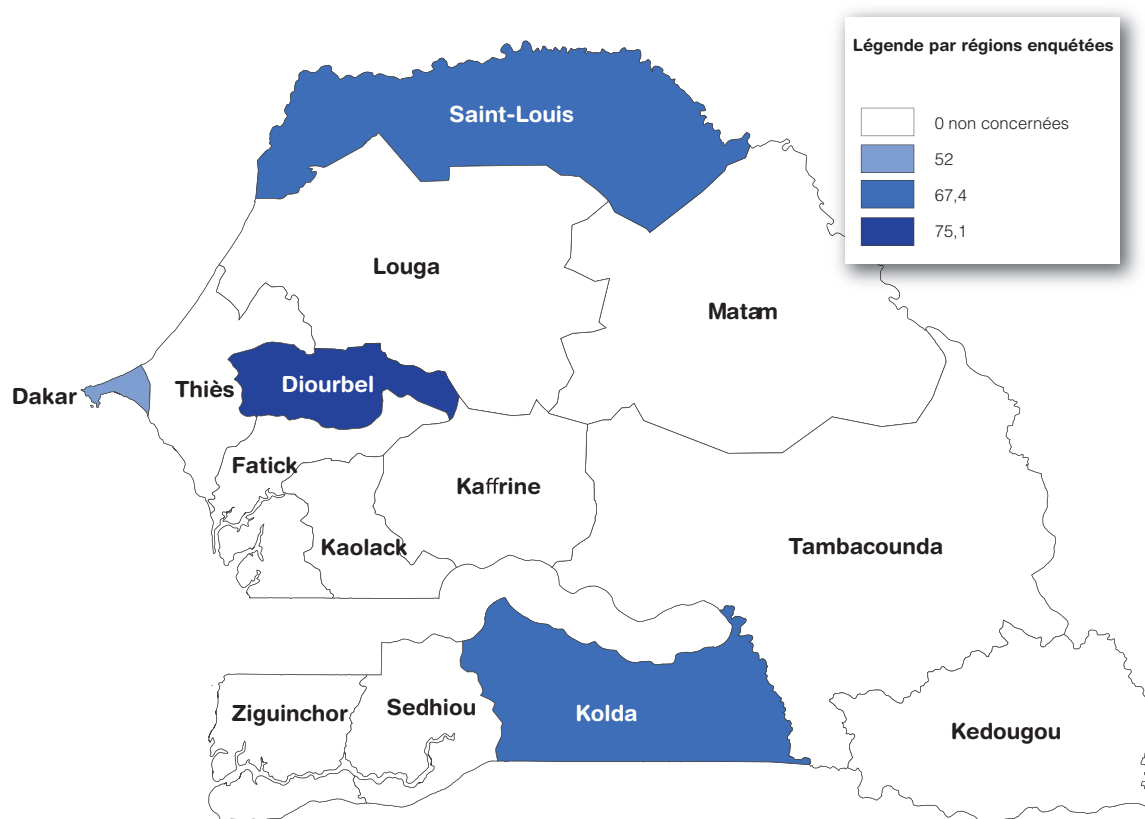 Légende par régions enquétées
0 non concernées
52
67,4
75,1
Saint-Louis
Louga
Matam
Dakar
Thiès
Diourbel
Fatick
Kaffrine
Kaolack
Tambacounda
Ziguinchor
Sedhiou
Kolda
Kedougou